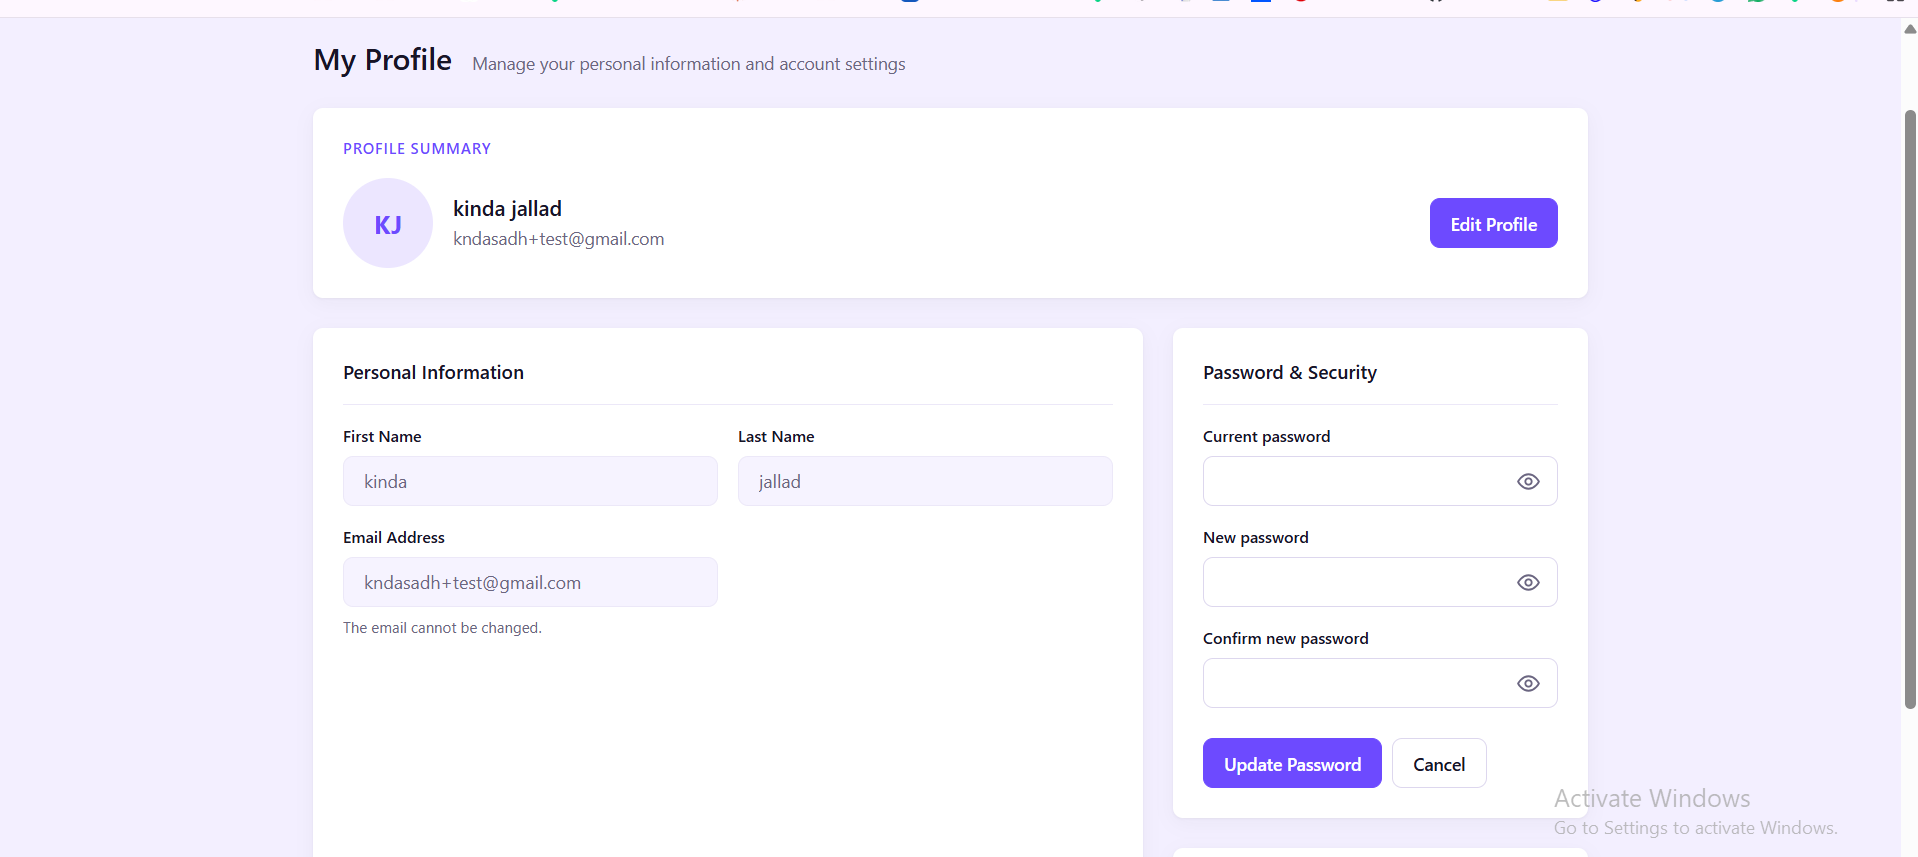 My Profile
Manage your personal information and account settings
PROFILE SUMMARY
KJ
kinda jallad
kndasadh+test@gmail.com
Edit Profile
Personal Information
First Name
Last Name
kinda
jallad
Email Address
kndasadh+test@gmail.com
The email cannot be changed.
Password & Security
Current password
New password
Confirm new password
Update Password
Cancel
Activate Windows
Go to Settings to activate Windows.